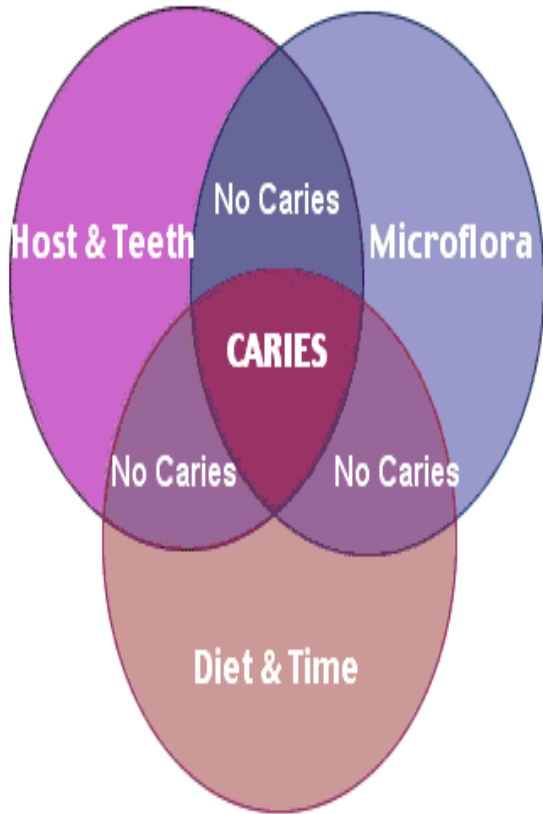 No Caries
Host & Teeth
Microflora
CARIES
No Caries
No Caries
Diet & Time